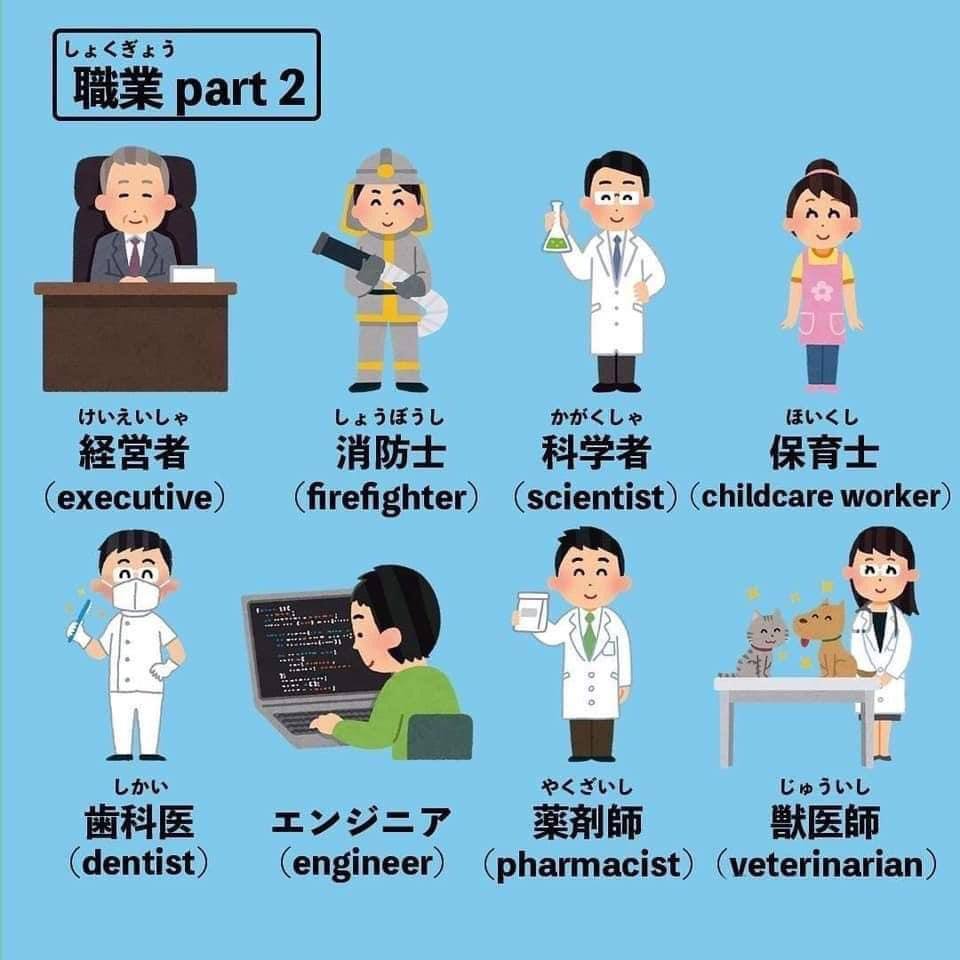 しょくぎょう
職業 part 2
けいえいしゃ
経営者
（executive）
しょうぼうし
消防士
（firefighter）
かがくしゃ
科学者
（scientist）
ほいくし
保育士
（childcare worker）
しかい
歯科医
（dentist）
エンジニア
（engineer）
やくざいし
薬剤師
（pharmacist）
じゅういし
獣医師
（veterinarian）